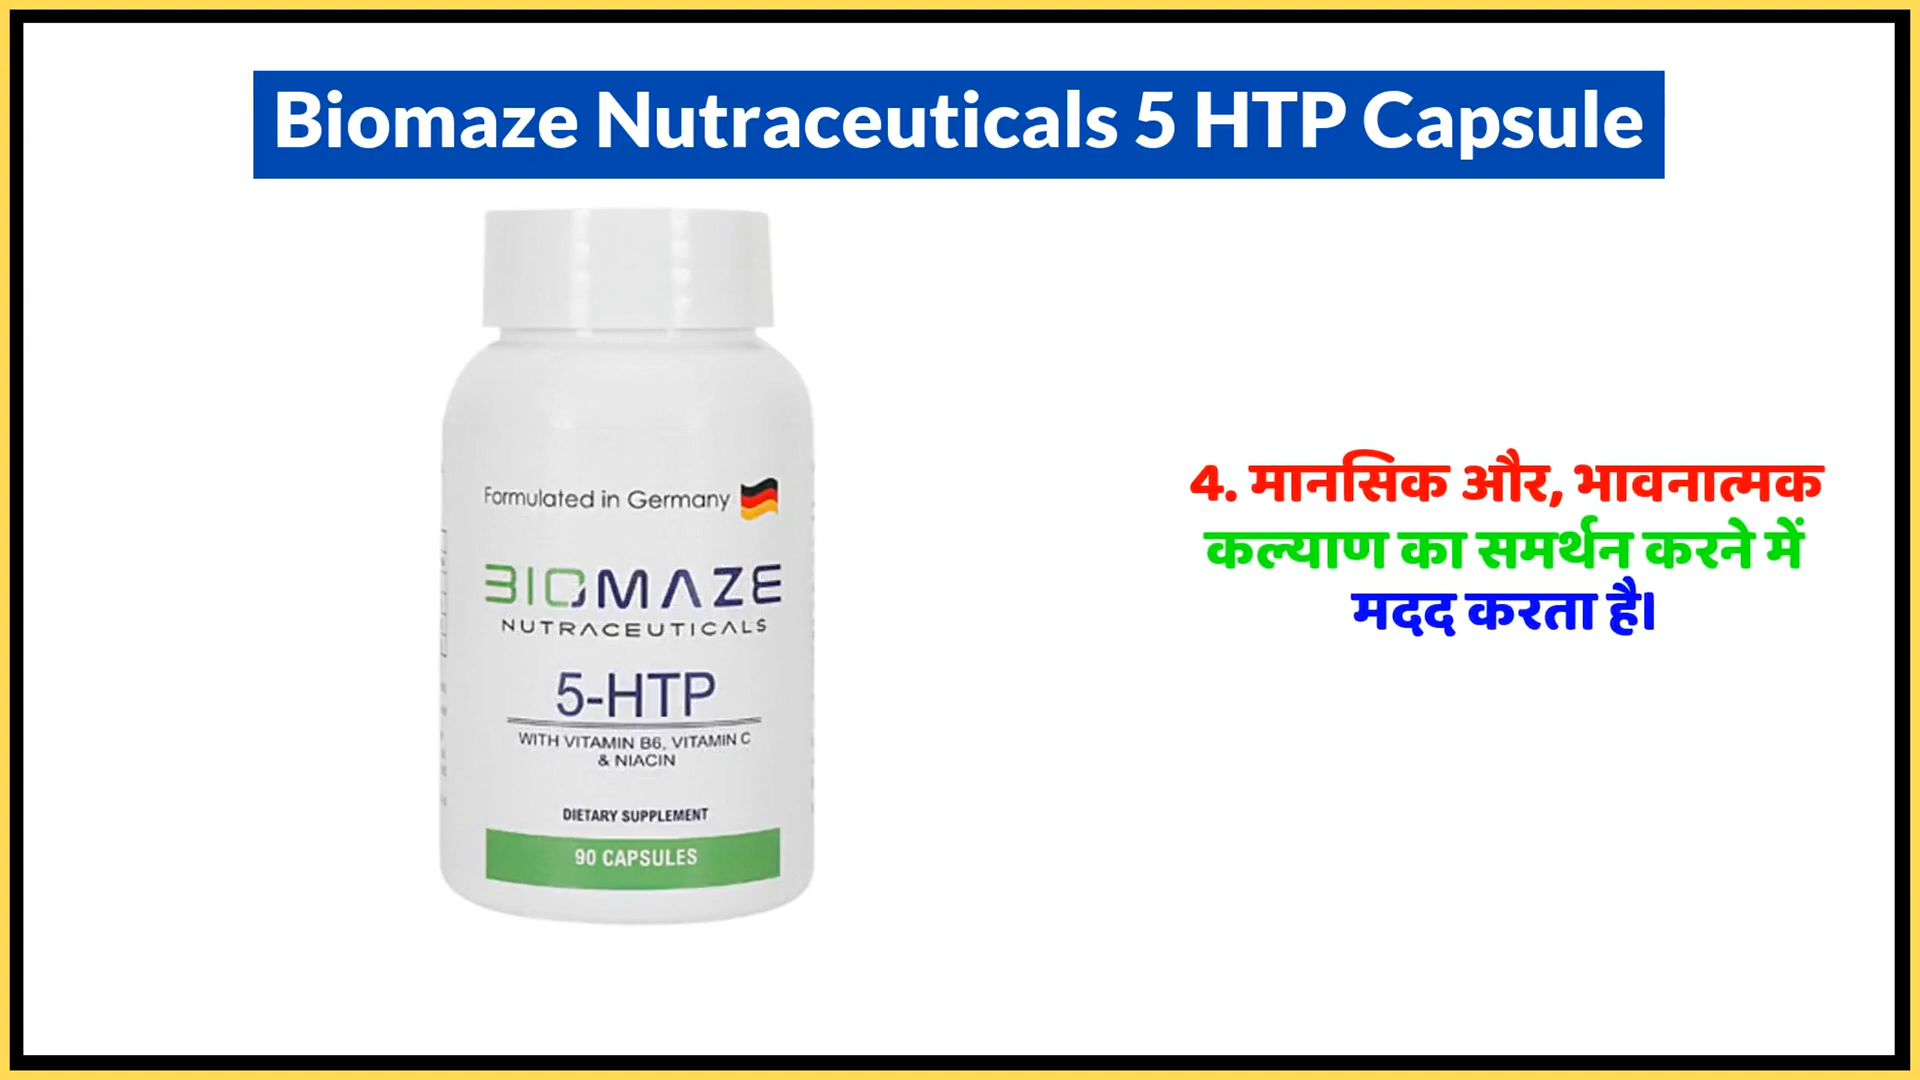 Biomaze Nutraceuticals 5 HTP Capsule
Formulated in Germany
BIOMAZE
NUTRACEUTICALS
5-HTP
WITH VITAMIN B6, VITAMIN C
& NIACIN
DIETARY SUPPLEMENT
90 CAPSULES
4. मानसिक और, भावनात्मक
कल्याण का समर्थन करने में
मदद करता है।